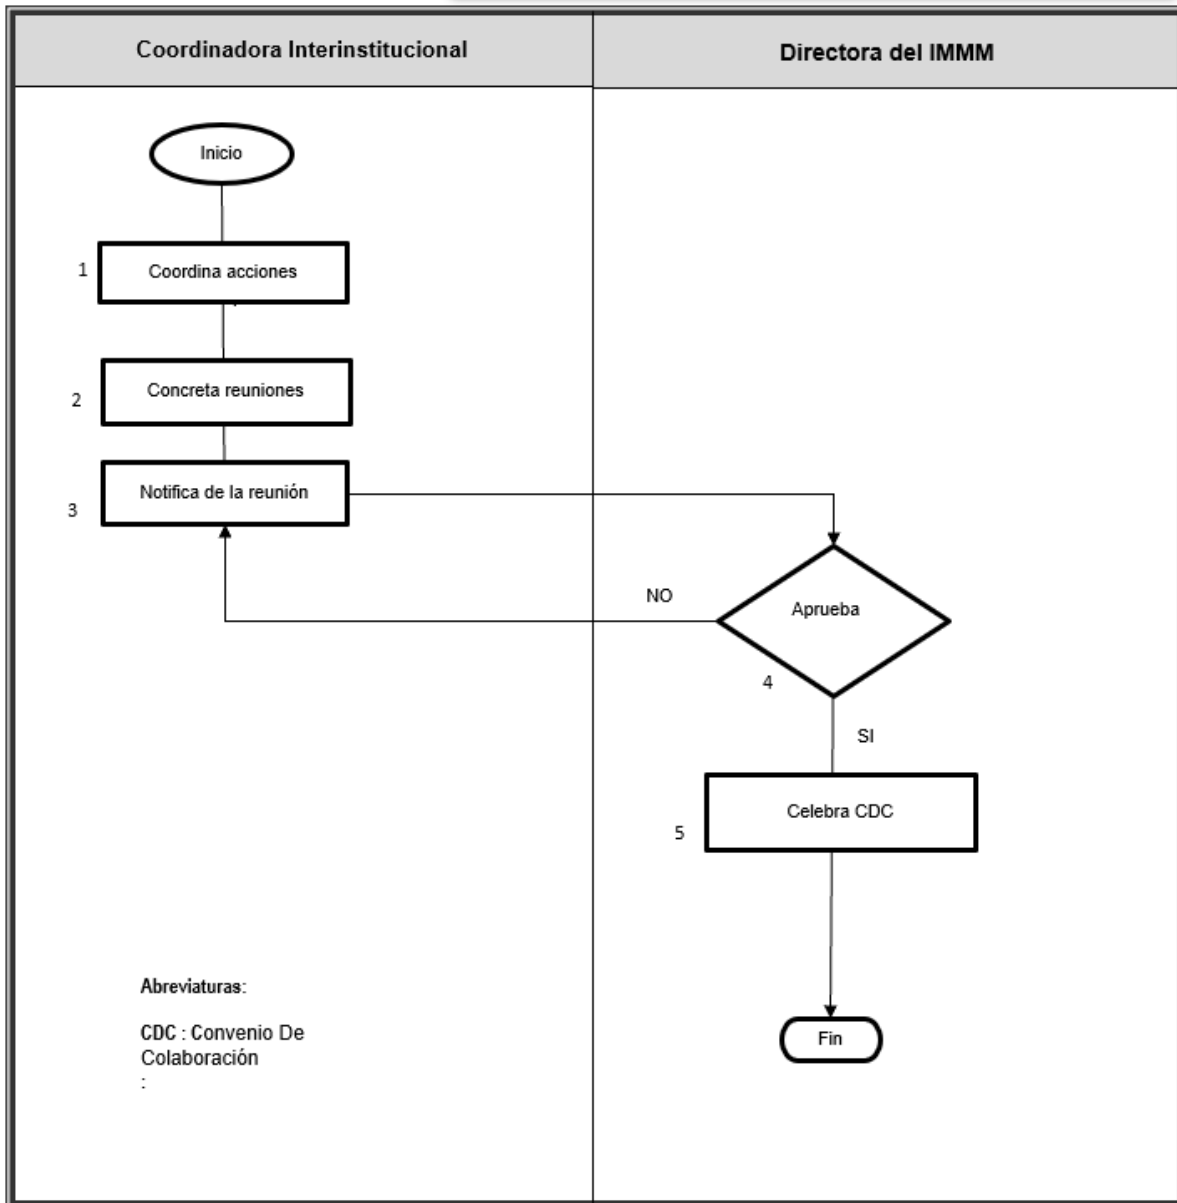 Coordinadora Interinstitucional
Directora del IMMM
Inicio
1
Coordina acciones
2
Concreta reuniones
3
Notifica de la reunión
NO
Aprueba
4
SI
5
Celebra CDC
Fin
Abreviaturas:
CDC : Convenio De
Colaboración
: